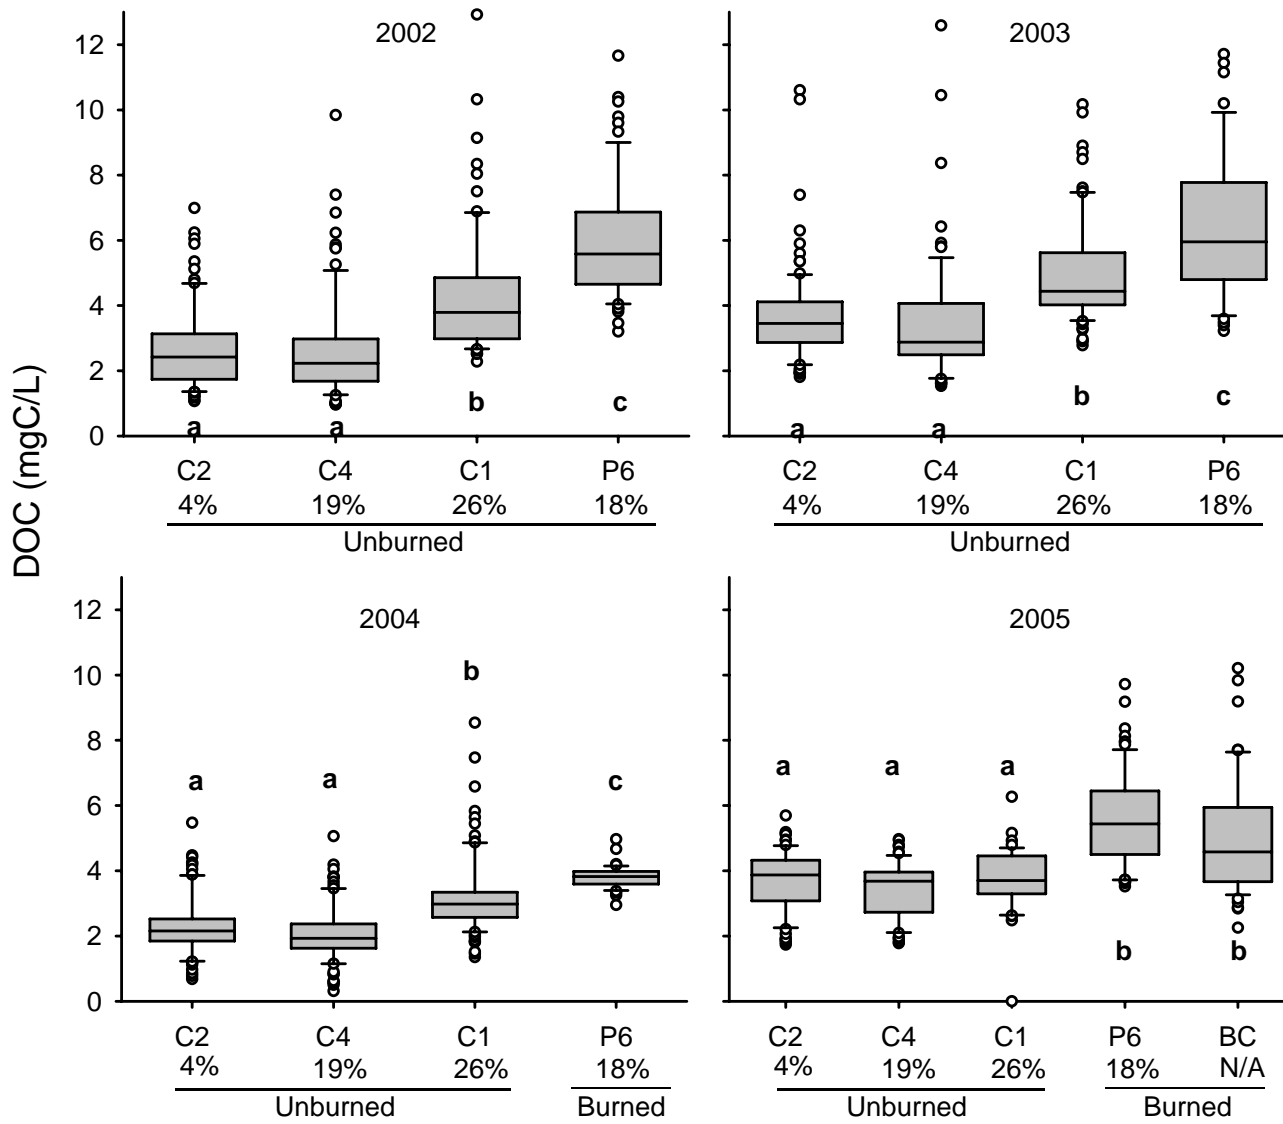 DOC (mgC/L)
2002
12
10
8
6
4
2
0
a a b c
C2 C4 C1 P6
4% 19% 26% 18%
Unburned
2003
a a b c
C2 C4 C1 P6
4% 19% 26% 18%
Unburned
2004
12
10
8
6
4
2
0
a a b c
C2 C4 C1 P6
4% 19% 26% 18%
Unburned Burned
2005
a a a b b
C2 C4 C1 P6 BC
4% 19% 26% 18% N/A
Unburned Burned